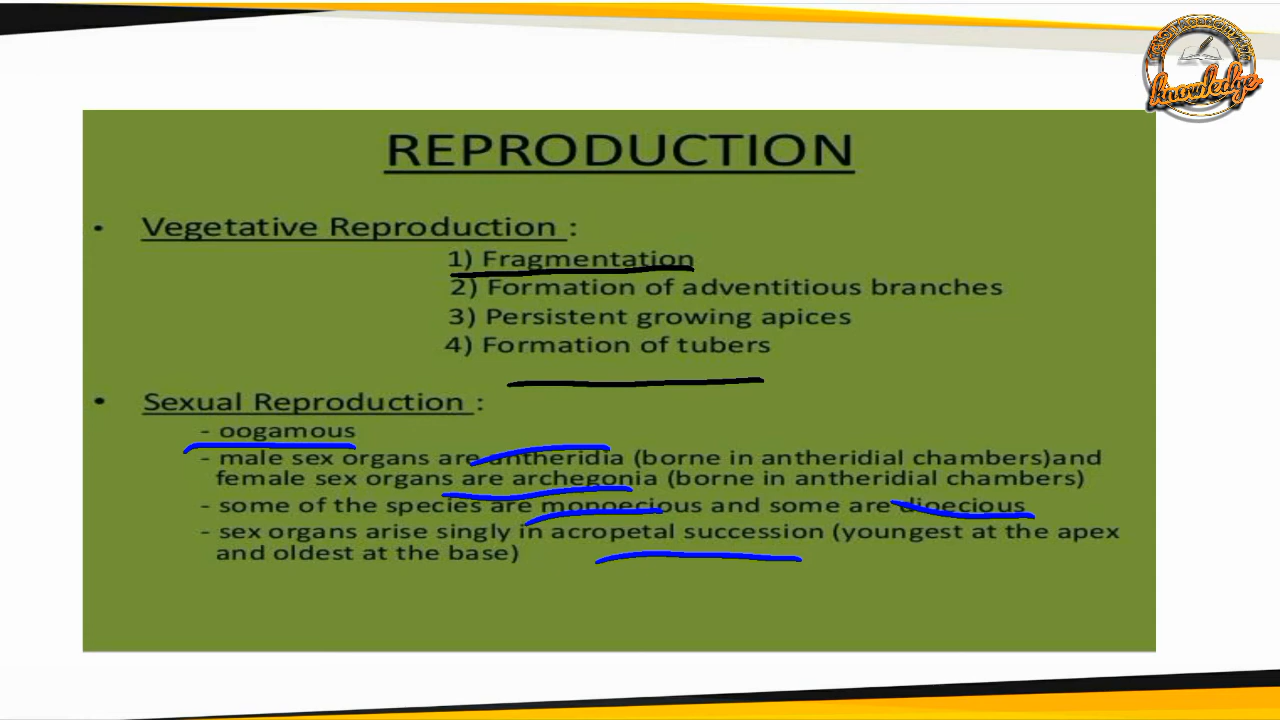 knowledge
REPRODUCTION
• Vegetative Reproduction :
1) Fragmentation
2) Formation of adventitious branches
3) Persistent growing apices
4) Formation of tubers
• Sexual Reproduction :
- oogamous
- male sex organs are antheridia (borne in antheridial chambers)and
female sex organs are archegonia (borne in antheridial chambers)
- some of the species are monoecious and some are dioecious
- sex organs arise singly in acropetal succession (youngest at the apex
and oldest at the base)